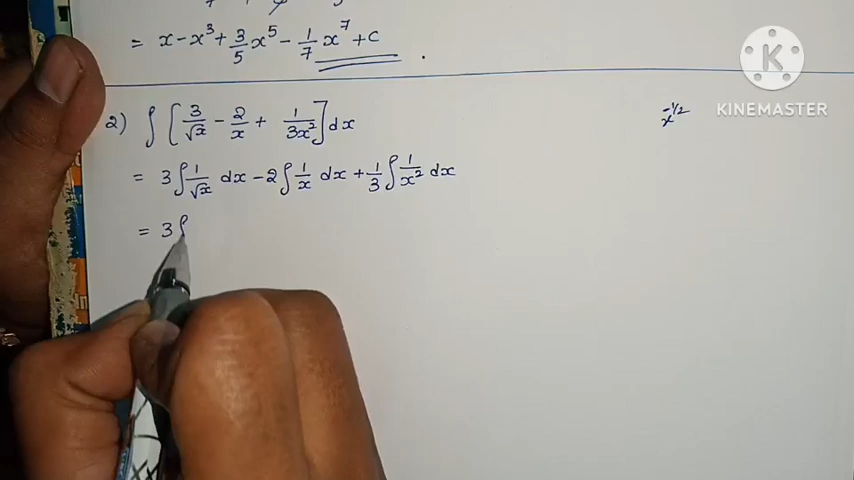 = x - x³ + 3/5 x⁵ - 1/7 x⁷ + C
2) ∫ [ 3/√x - 2/x + 1/3x² ] dx
x^-1/2
K
KINEMASTER
= 3∫ 1/√x dx - 2∫ 1/x dx + 1/3 ∫ 1/x² dx
= 3∫